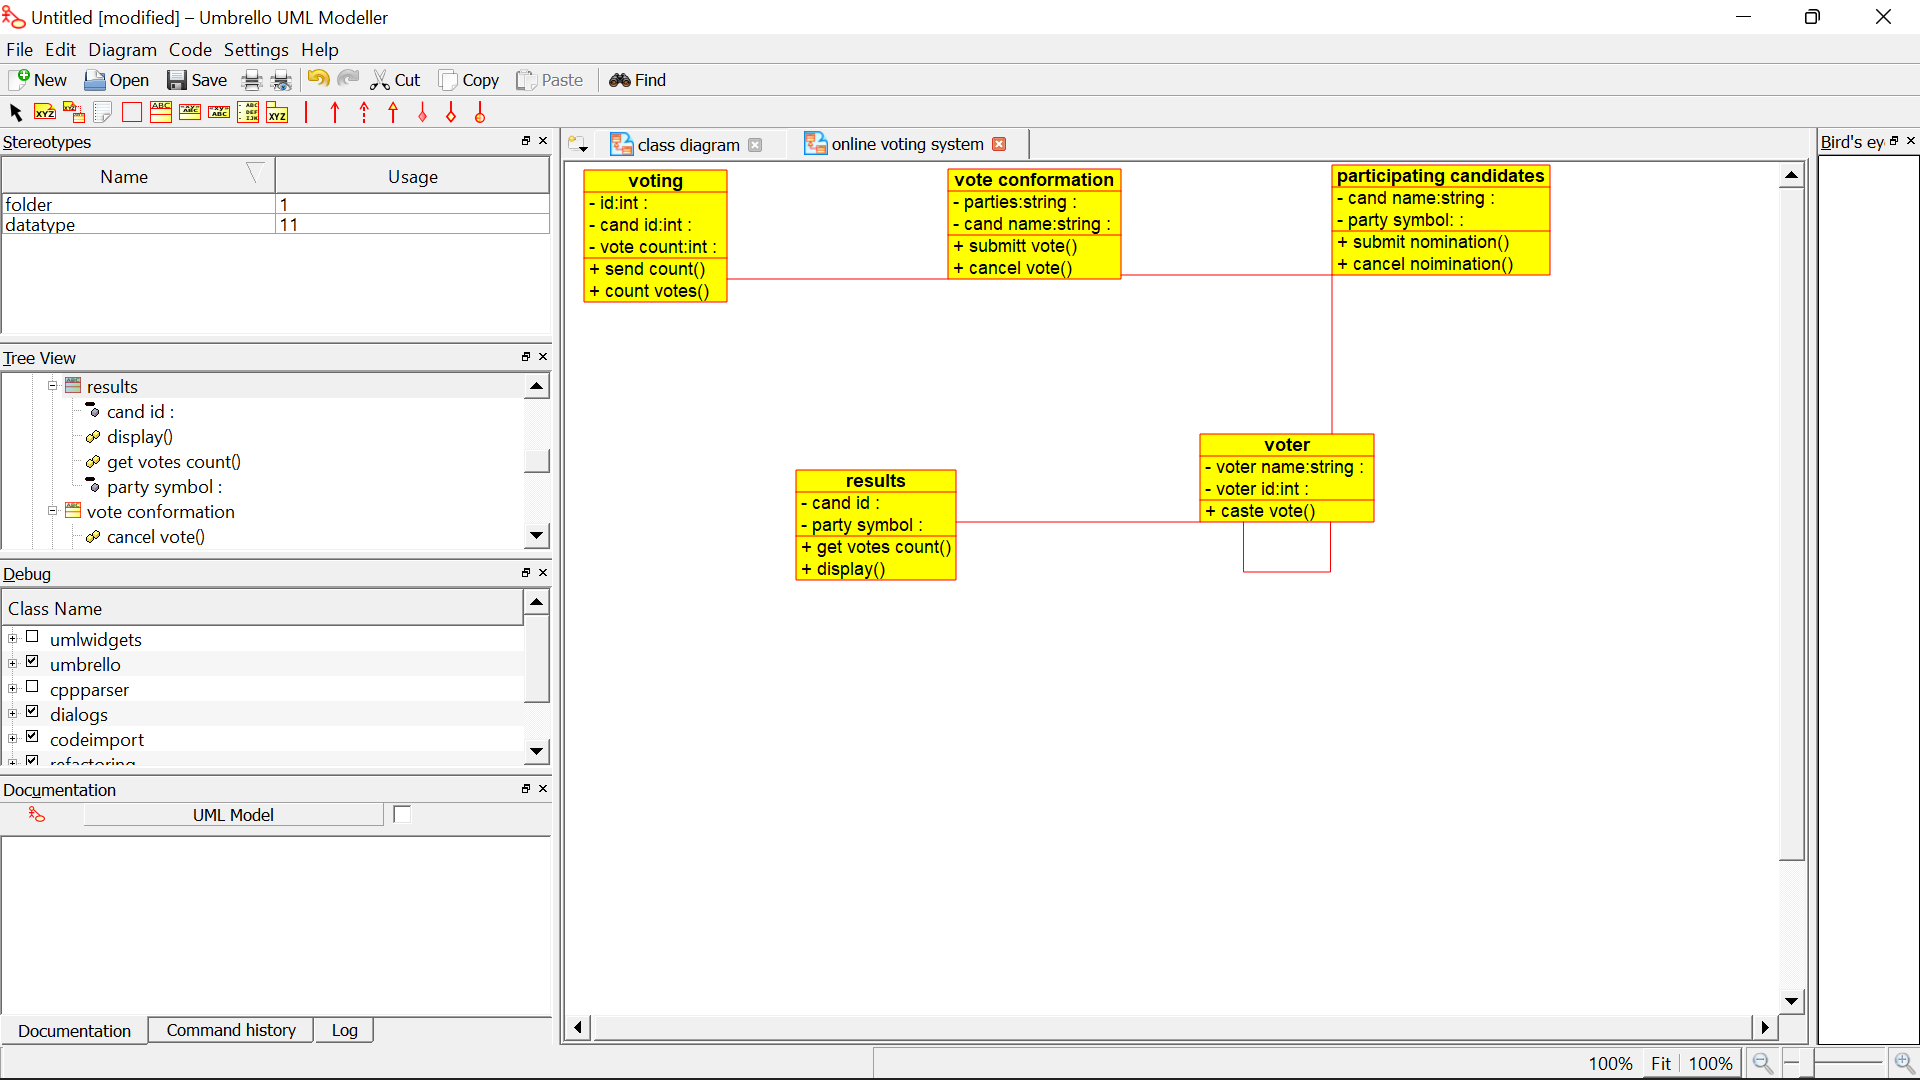 Untitled [modified] – Umbrello UML Modeller
File Edit Diagram Code Settings Help
New Open Save Cut Copy Paste Find
Stereotypes
Name Usage
folder 1
datatype 11
Tree View
results
cand id :
display()
get votes count()
party symbol :
vote conformation
cancel vote()
Debug
Class Name
umlwidgets
umbrello
cppparser
dialogs
codeimport
refactoring
Documentation
UML Model
Documentation Command history Log
class diagram online voting system
voting
- id:int :
- cand id:int :
- vote count:int :
+ send count()
+ count votes()
vote conformation
- parties:string :
- cand name:string :
+ submitt vote()
+ cancel vote()
participating candidates
- cand name:string :
- party symbol: :
+ submit nomination()
+ cancel noimination()
voter
- voter name:string :
- voter id:int :
+ caste vote()
results
- cand id :
- party symbol :
+ get votes count()
+ display()
Bird's ey
100% Fit 100%